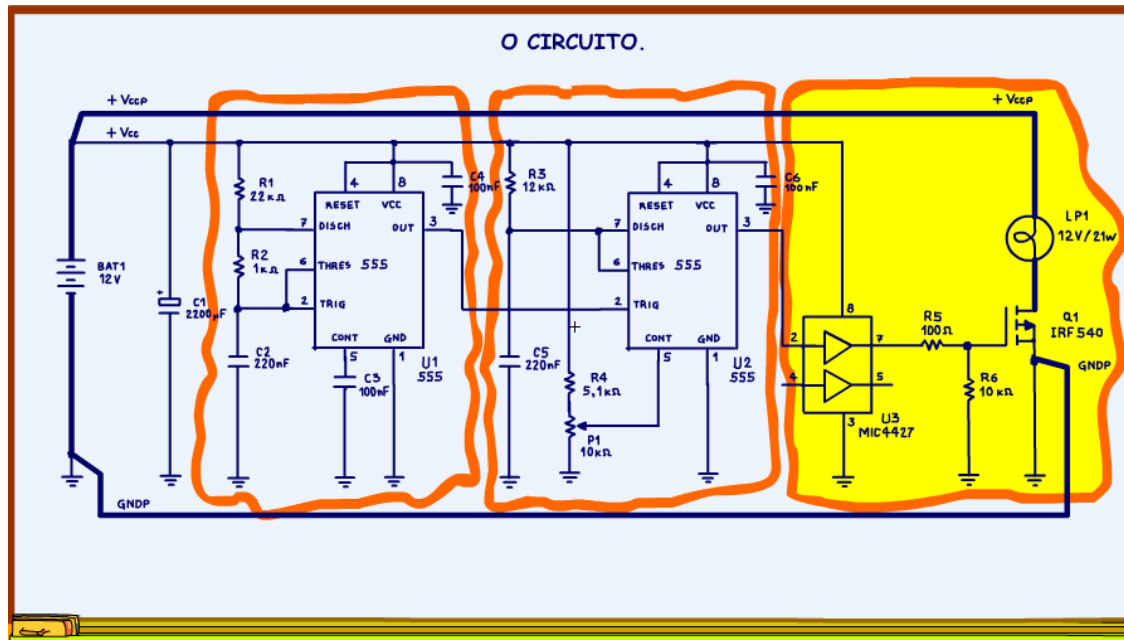 O CIRCUITO.
+ Vccp
+ Vccp
+ Vcc
BAT1
12V
+
C1
2200µF
R1
22KΩ
R2
1KΩ
C2
220nF
4
8
RESET
VCC
7
DISCH
OUT
3
6
THRES
555
2
TRIG
CONT
GND
5
1
U1
555
C3
100nF
C4
100nF
R3
12KΩ
C5
220nF
R4
5,1KΩ
P1
10KΩ
4
8
RESET
VCC
7
DISCH
OUT
3
6
THRES
555
2
TRIG
CONT
GND
5
1
U2
555
C6
100nF
LP1
12V/21W
8
2
7
4
5
3
U3
MIC4427
R5
100Ω
R6
10KΩ
Q1
IRF540
GNDP
GNDP